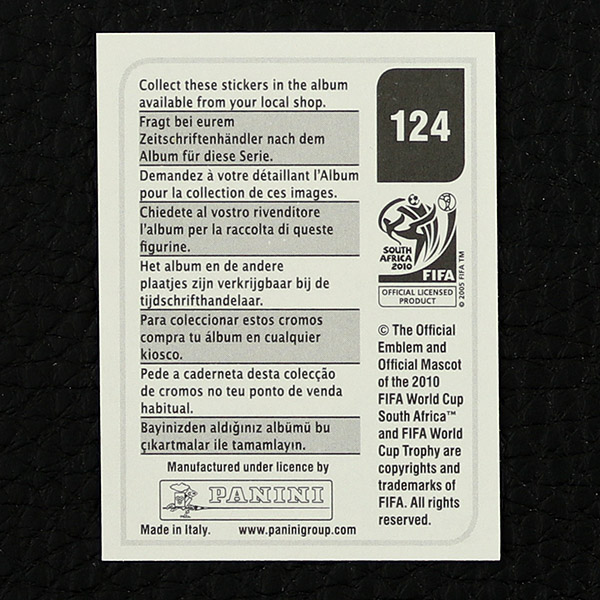 Collect these stickers in the album
available from your local shop.
Fragt bei eurem
Zeitschriftenhändler nach dem
Album für diese Serie.
Demandez à votre détaillant l'Album
pour la collection de ces images.
Chiedete al vostro rivenditore
l'album per la raccolta di queste
figurine.
Het album en de andere
plaatjes zijn verkrijgbaar bij de
tijdschrifthandelaar.
Para coleccionar estos cromos
compra tu álbum en cualquier
kiosco.
Pede a caderneta desta colecção
de cromos no teu ponto de venda
habitual.
Bayinizden aldığınız albümü bu
çıkartmalar ile tamamlayın.
Manufactured under licence by
PANINI
Made in Italy. www.paninigroup.com
124
SOUTH
AFRICA
2010
FIFA
OFFICIAL LICENSED
PRODUCT
© 2005 FIFA TM
© The Official
Emblem and
Official Mascot
of the 2010
FIFA World Cup
South Africa™
and FIFA World
Cup Trophy are
copyrights and
trademarks of
FIFA. All rights
reserved.